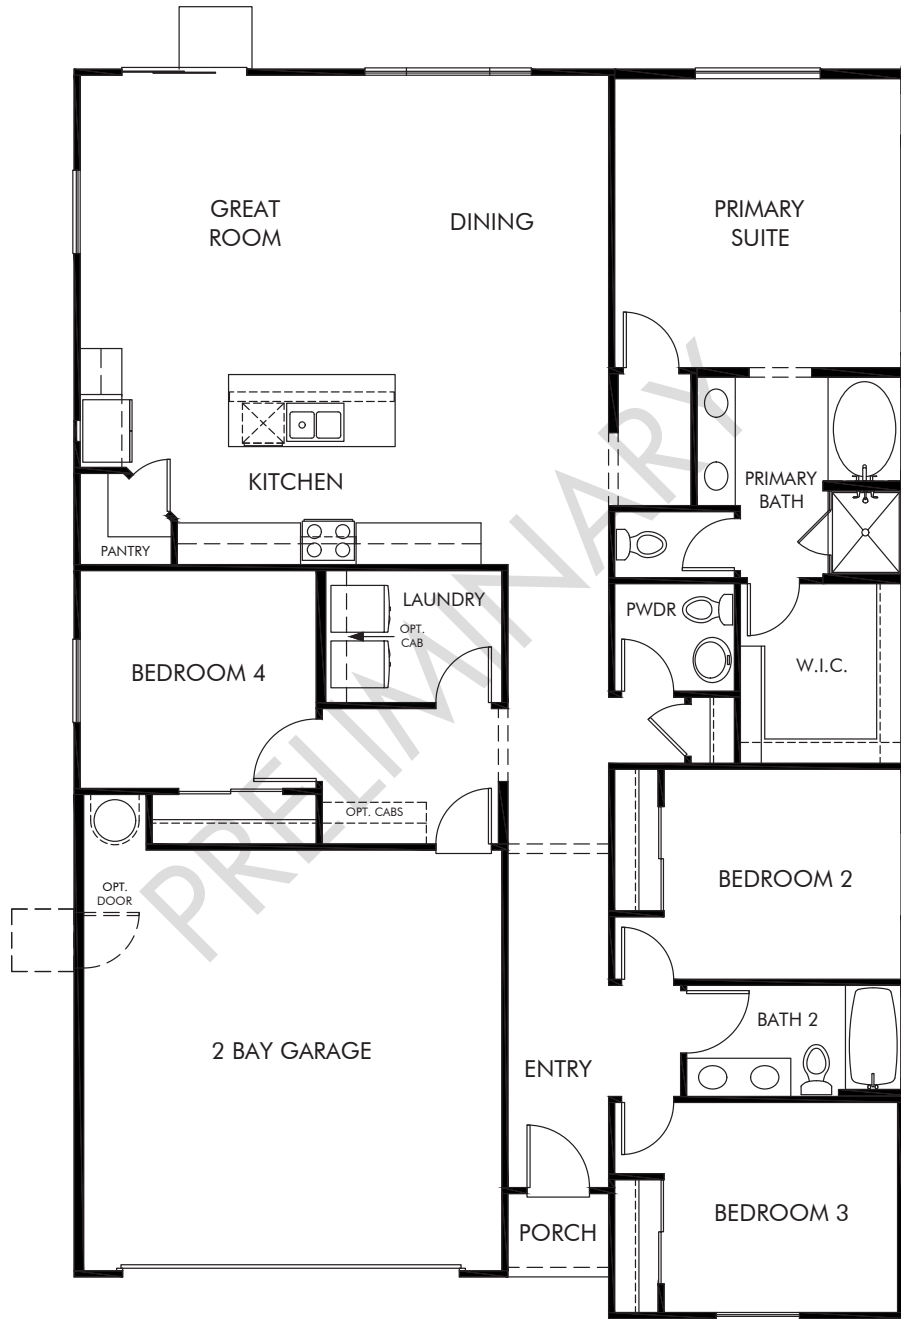 GREAT
ROOM
DINING
PRIMARY
SUITE
KITCHEN
PRIMARY
BATH
PANTRY
LAUNDRY
OPT.
CAB
PWDR
BEDROOM 4
W.I.C.
OPT. CABS
BEDROOM 2
OPT.
DOOR
2 BAY GARAGE
BATH 2
ENTRY
BEDROOM 3
PORCH
PRELIMINARY